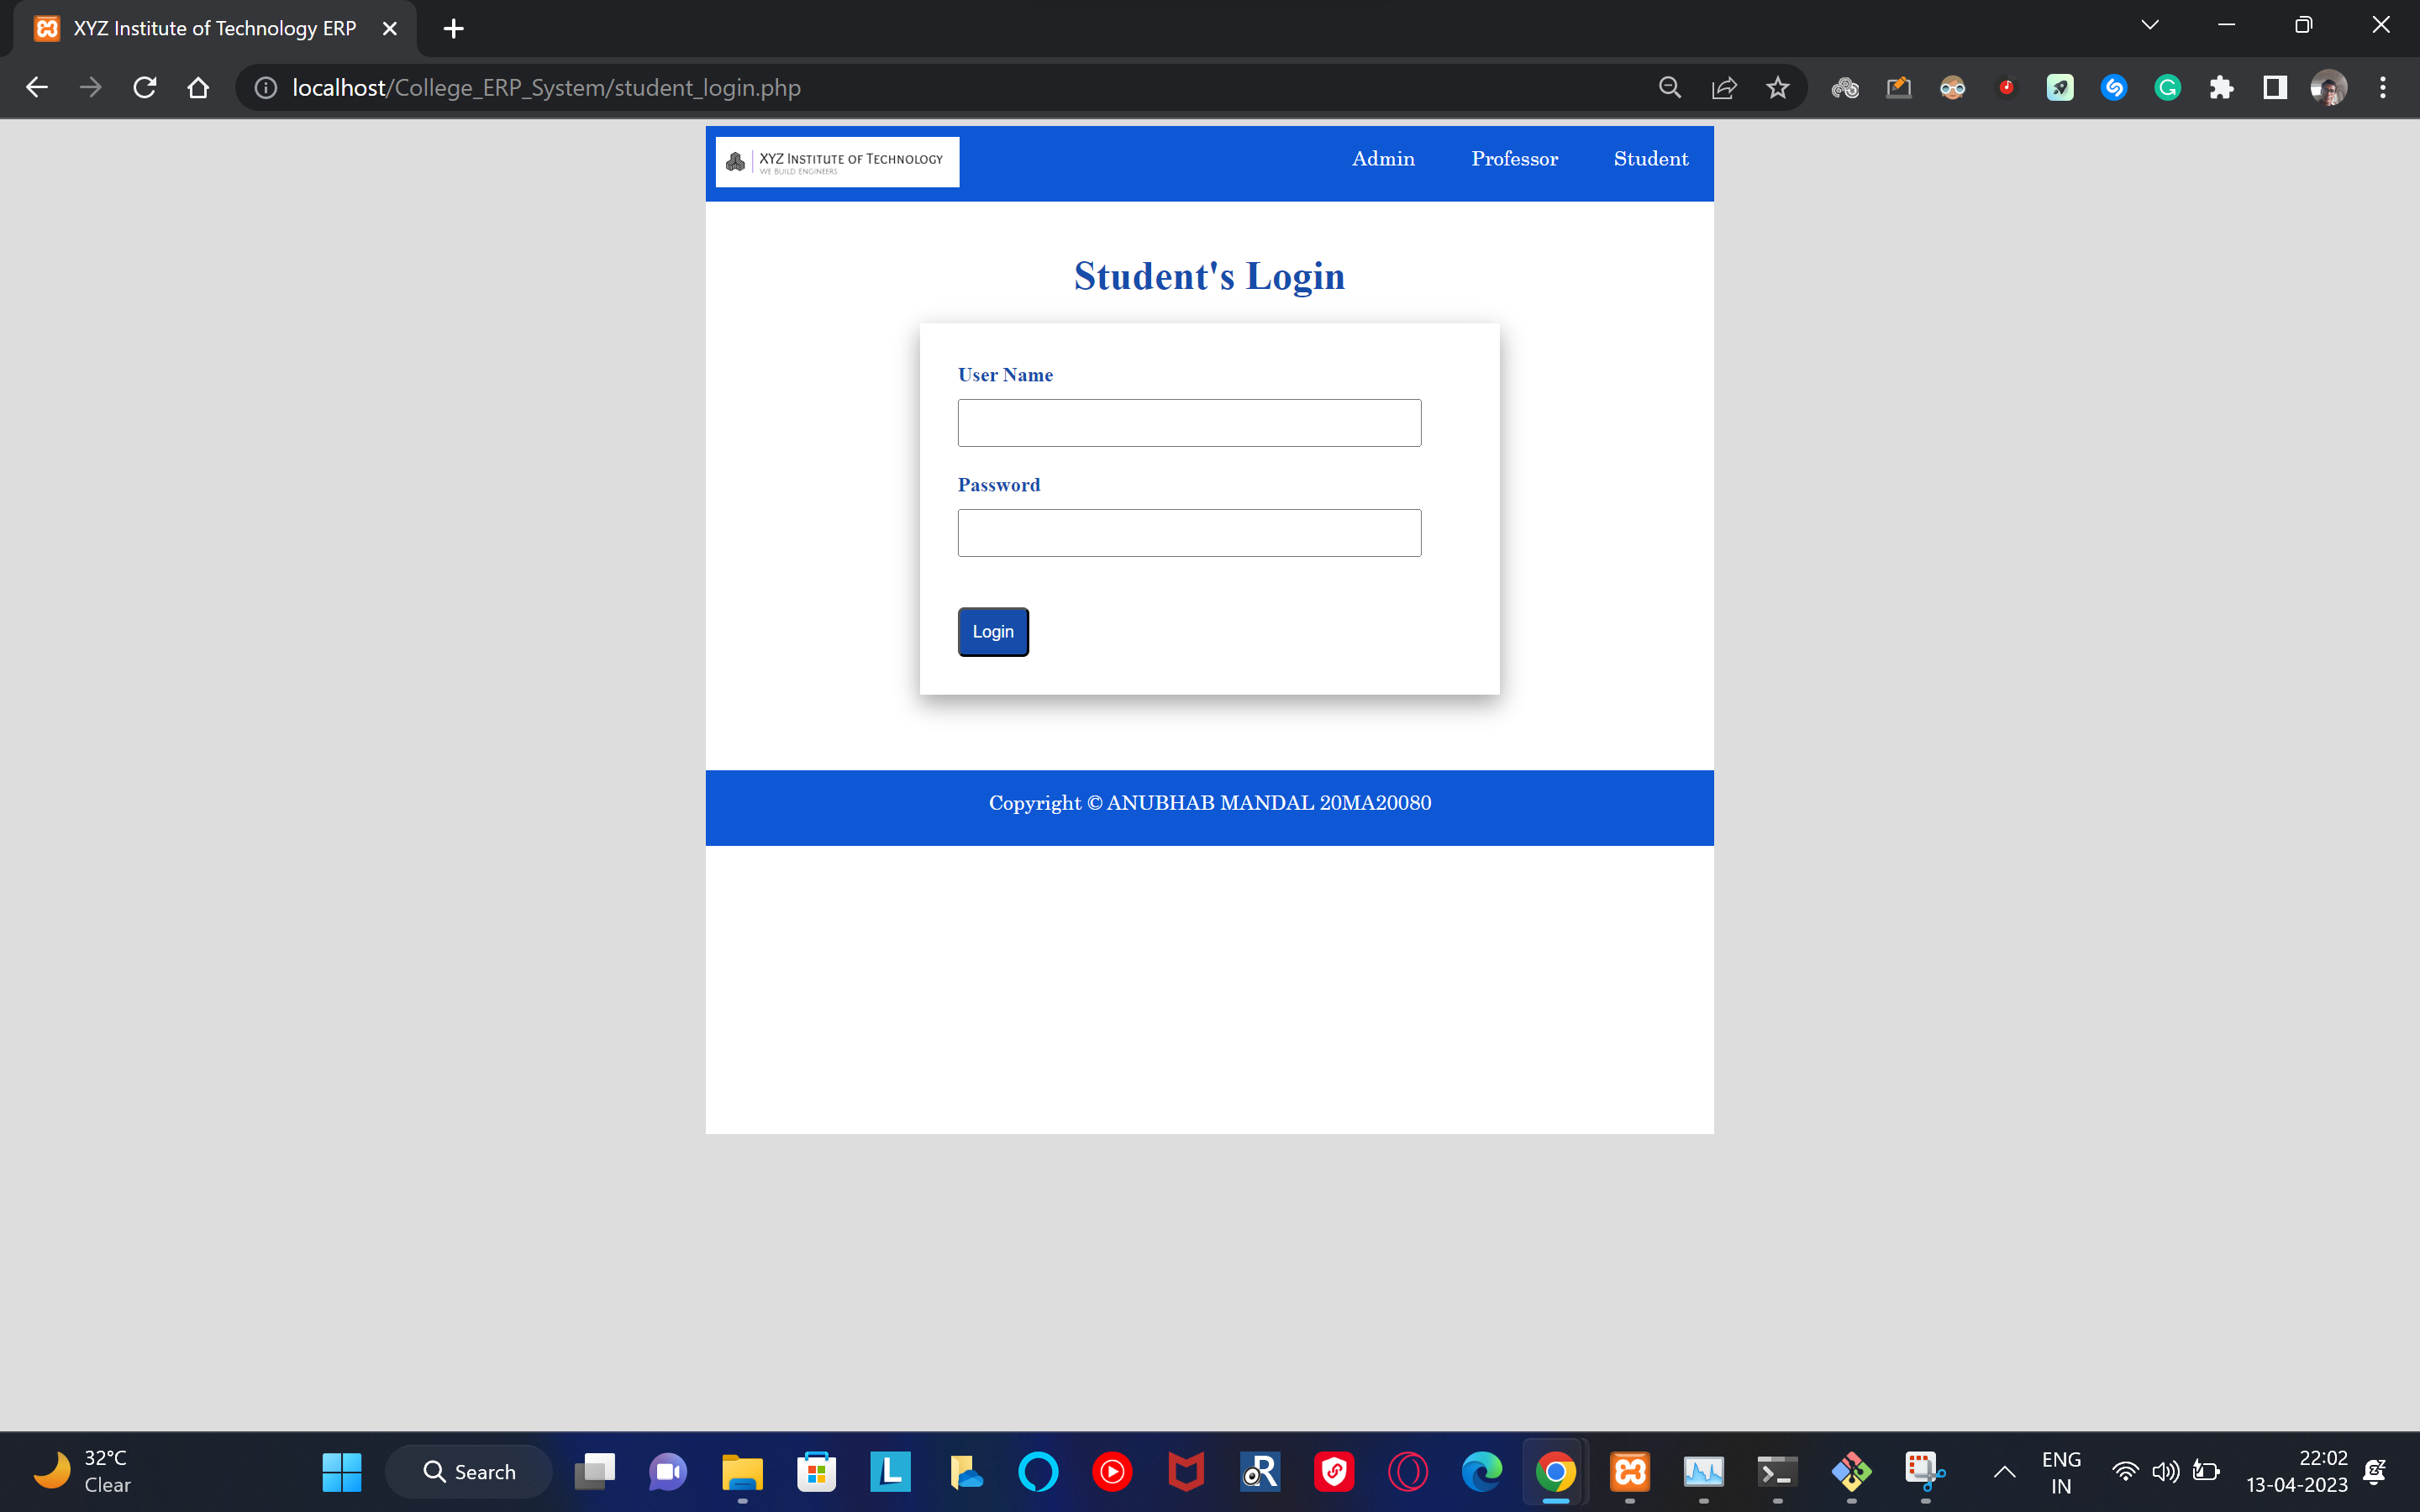 XYZ Institute of Technology ERP
localhost/College_ERP_System/student_login.php
XYZ INSTITUTE OF TECHNOLOGY
WE BUILD ENGINEERS
Admin Professor Student
Student's Login
User Name
Password
Login
Copyright © ANUBHAB MANDAL 20MA20080
32°C
Clear
Search
ENG
IN
22:02
13-04-2023